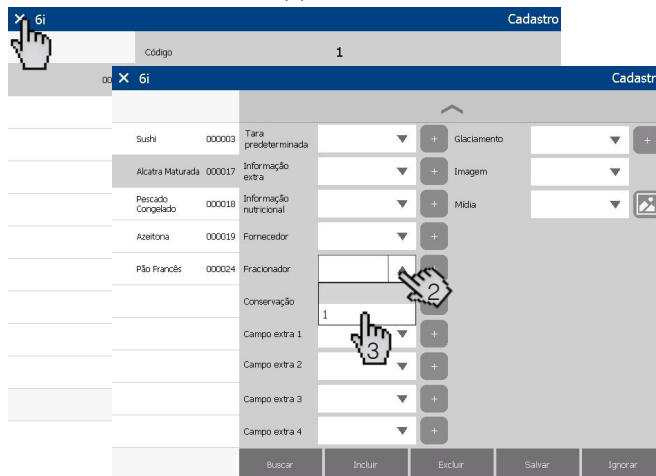 6i Cadastro
Código 1
00
6i Cadastr
Sushi 000003 Tara predeterminada + Glaciamento +
Alcatra Maturada 000017 Informação extra + Imagem
Pescado Congelado 000018 Informação nutricional + Mídia
Azeitona 000019 Fornecedor +
Pão Francês 000024 Fracionador
2
Conservação
1
3
Campo extra 1 +
Campo extra 2 +
Campo extra 3 +
Campo extra 4 +
Buscar Incluir Excluir Salvar Ignorar